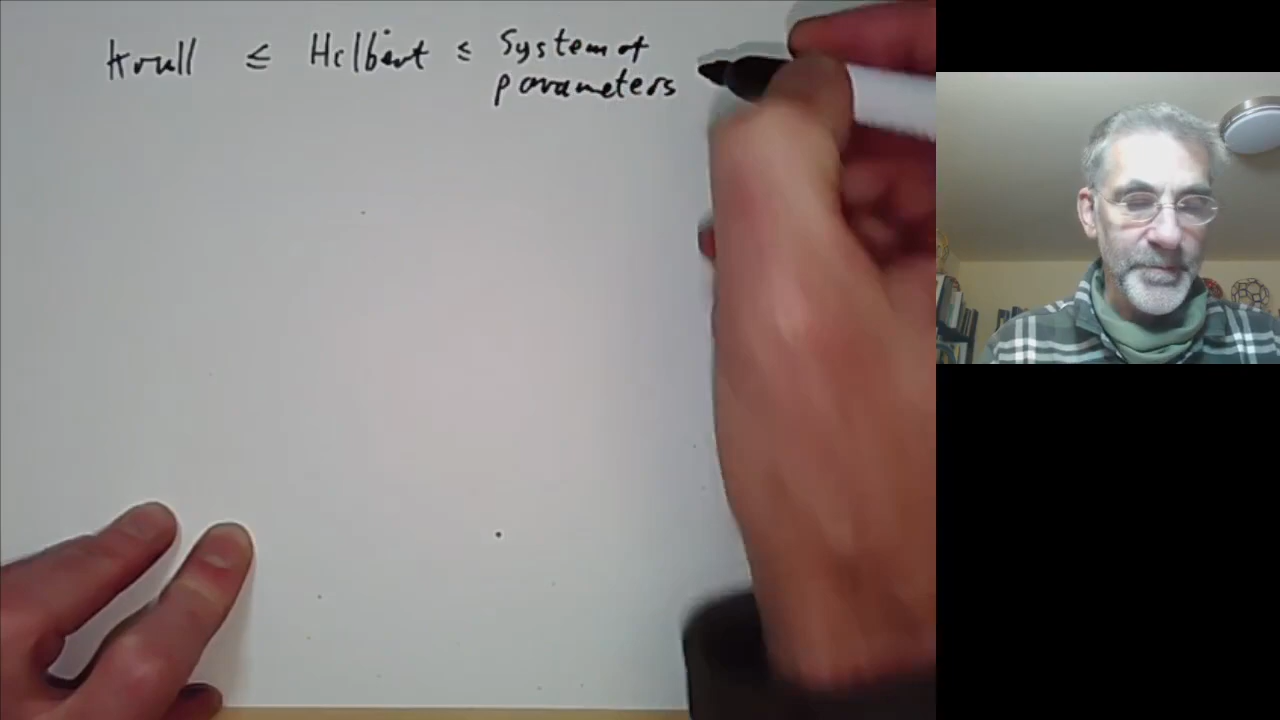 Krull ≤ Hilbert ≤ System of
parameters